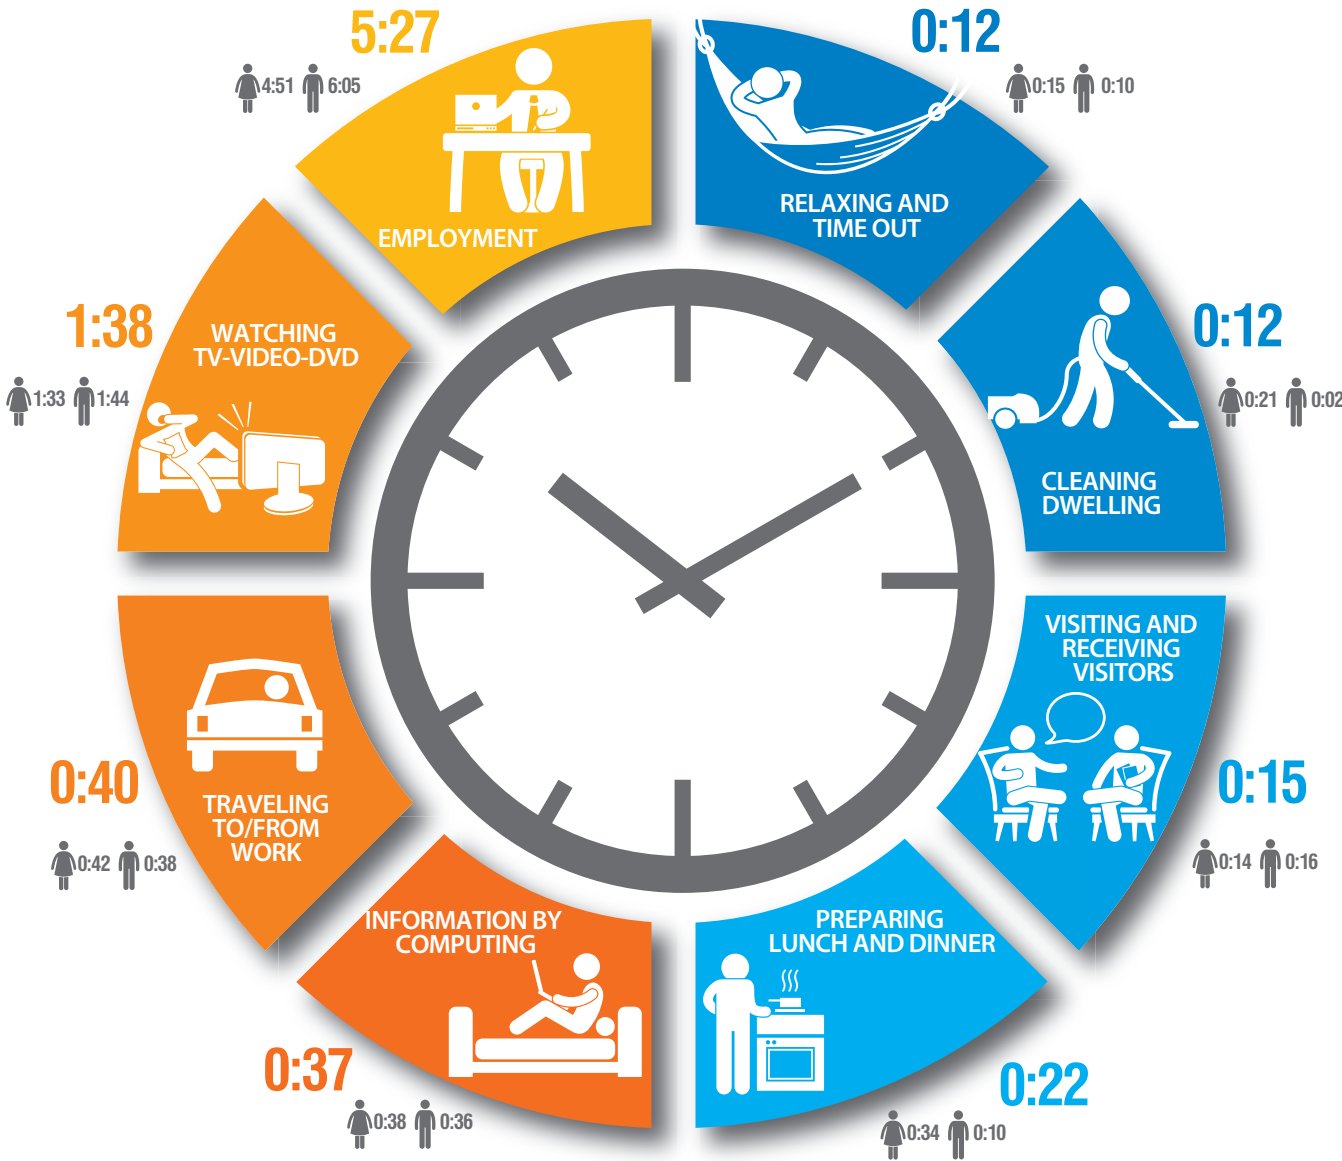 5:27
4:51 6:05
EMPLOYMENT
0:12
0:15 0:10
RELAXING AND
TIME OUT
0:12
0:21 0:02
CLEANING
DWELLING
VISITING AND
RECEIVING
VISITORS
0:15
0:14 0:16
PREPARING
LUNCH AND DINNER
0:22
0:34 0:10
INFORMATION BY
COMPUTING
0:37
0:38 0:36
0:40
0:42 0:38
TRAVELING
TO/FROM
WORK
1:38
1:33 1:44
WATCHING
TV-VIDEO-DVD